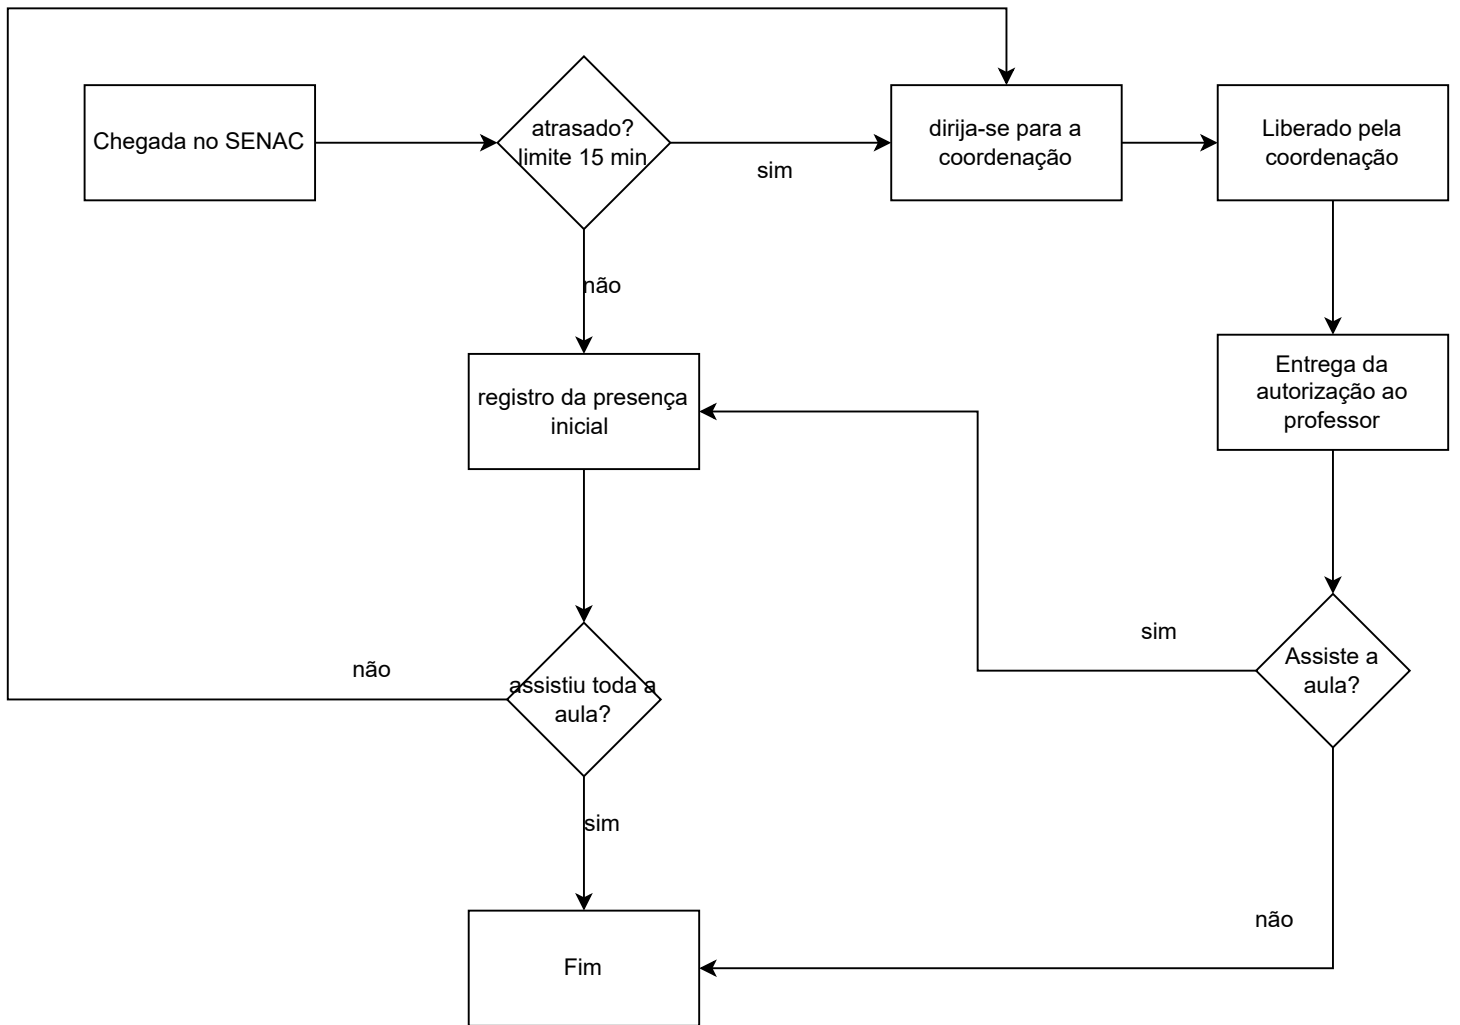 Chegada no SENAC
atrasado?
limite 15 min
sim
dirija-se para a
coordenação
Liberado pela
coordenação
não
registro da presença
inicial
Entrega da
autorização ao
professor
sim
Assiste a
aula?
não
assistiu toda a
aula?
sim
não
Fim